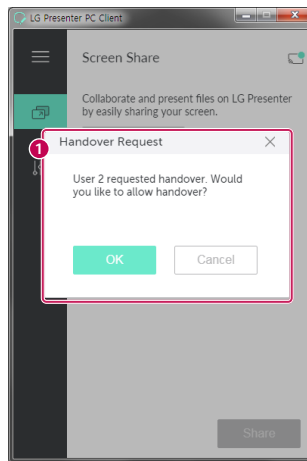 LG Presenter PC Client
Screen Share
Collaborate and present files on LG Presenter
by easily sharing your screen.
1
Handover Request
User 2 requested handover. Would
you like to allow handover?
OK
Cancel
Share